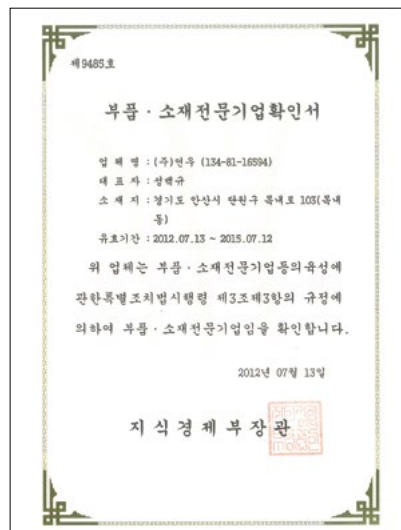 제9485호
부품 · 소재전문기업확인서
업 체 명 : (주)연우 (134-81-16594)
대 표 자 : 성백규
소 재 지 : 경기도 안산시 단원구 목내로 103(목내
동)
유효기간 : 2012.07.13 ~ 2015.07.12
위 업체는 부품 · 소재전문기업등의육성에
관한특별조치법시행령 제3조제3항의 규정에
의하여 부품 · 소재전문기업임을 확인합니다.
2012년 07월 13일
지식경제부장관